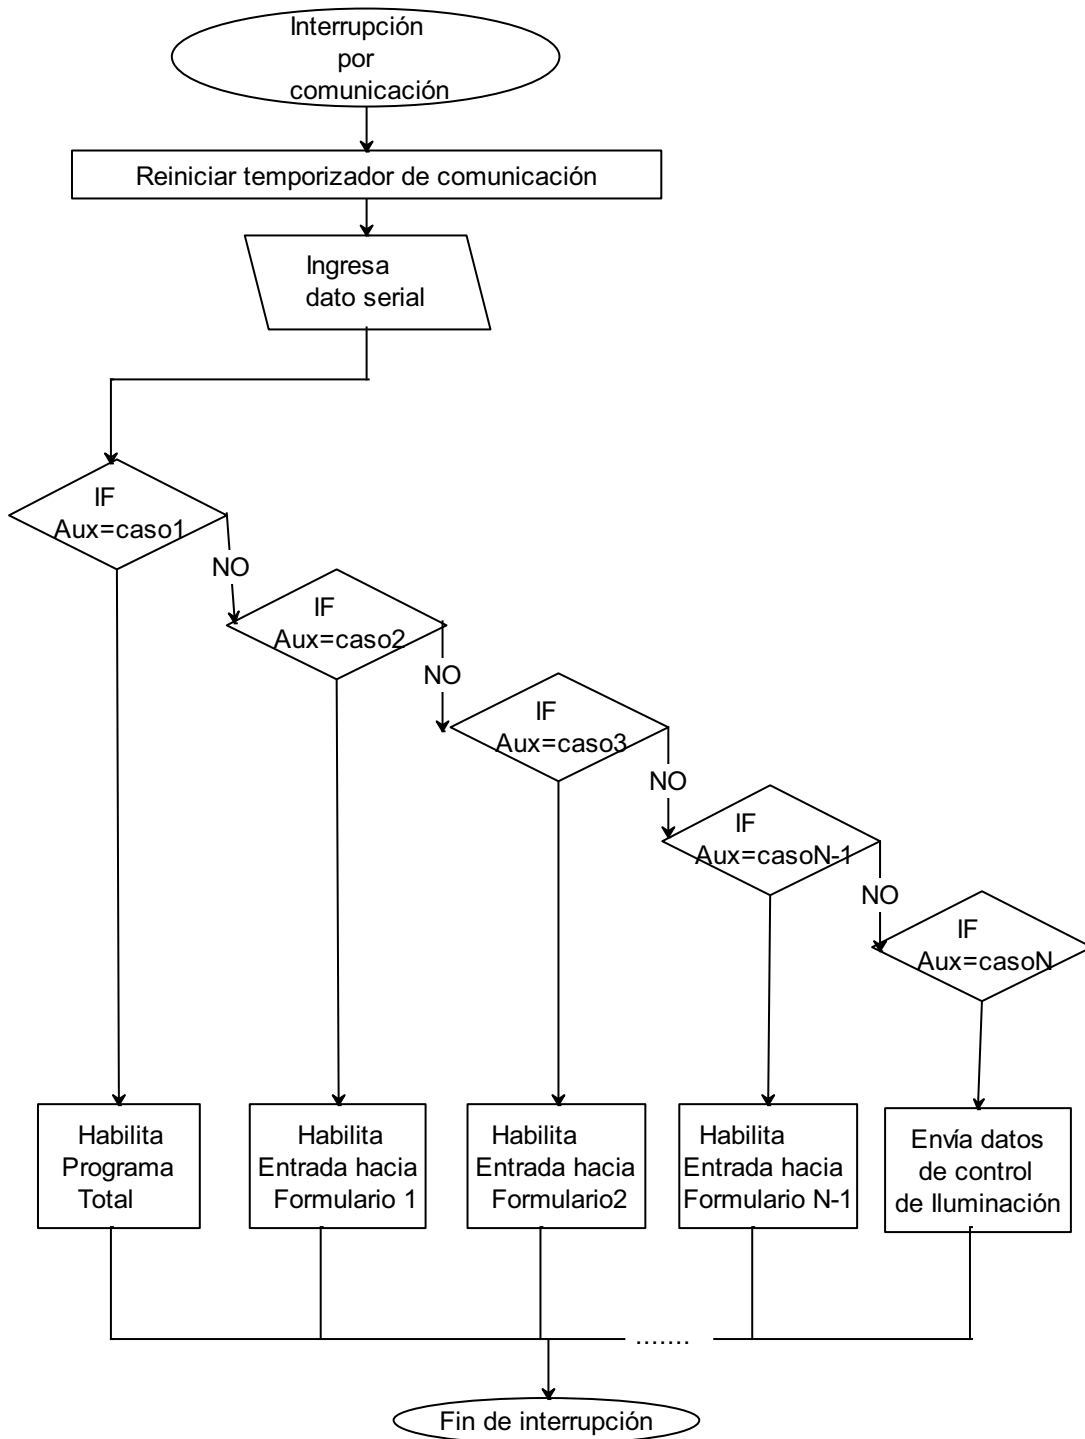 Interrupción
por
comunicación
Reiniciar temporizador de comunicación
Ingresa
dato serial
IF
Aux=caso1
NO
IF
Aux=caso2
NO
IF
Aux=caso3
NO
IF
Aux=casoN-1
NO
IF
Aux=casoN
Habilita
Programa
Total
Habilita
Entrada hacia
Formulario 1
Habilita
Entrada hacia
Formulario2
Habilita
Entrada hacia
Formulario N-1
Envía datos
de control
de Iluminación
.......
Fin de interrupción